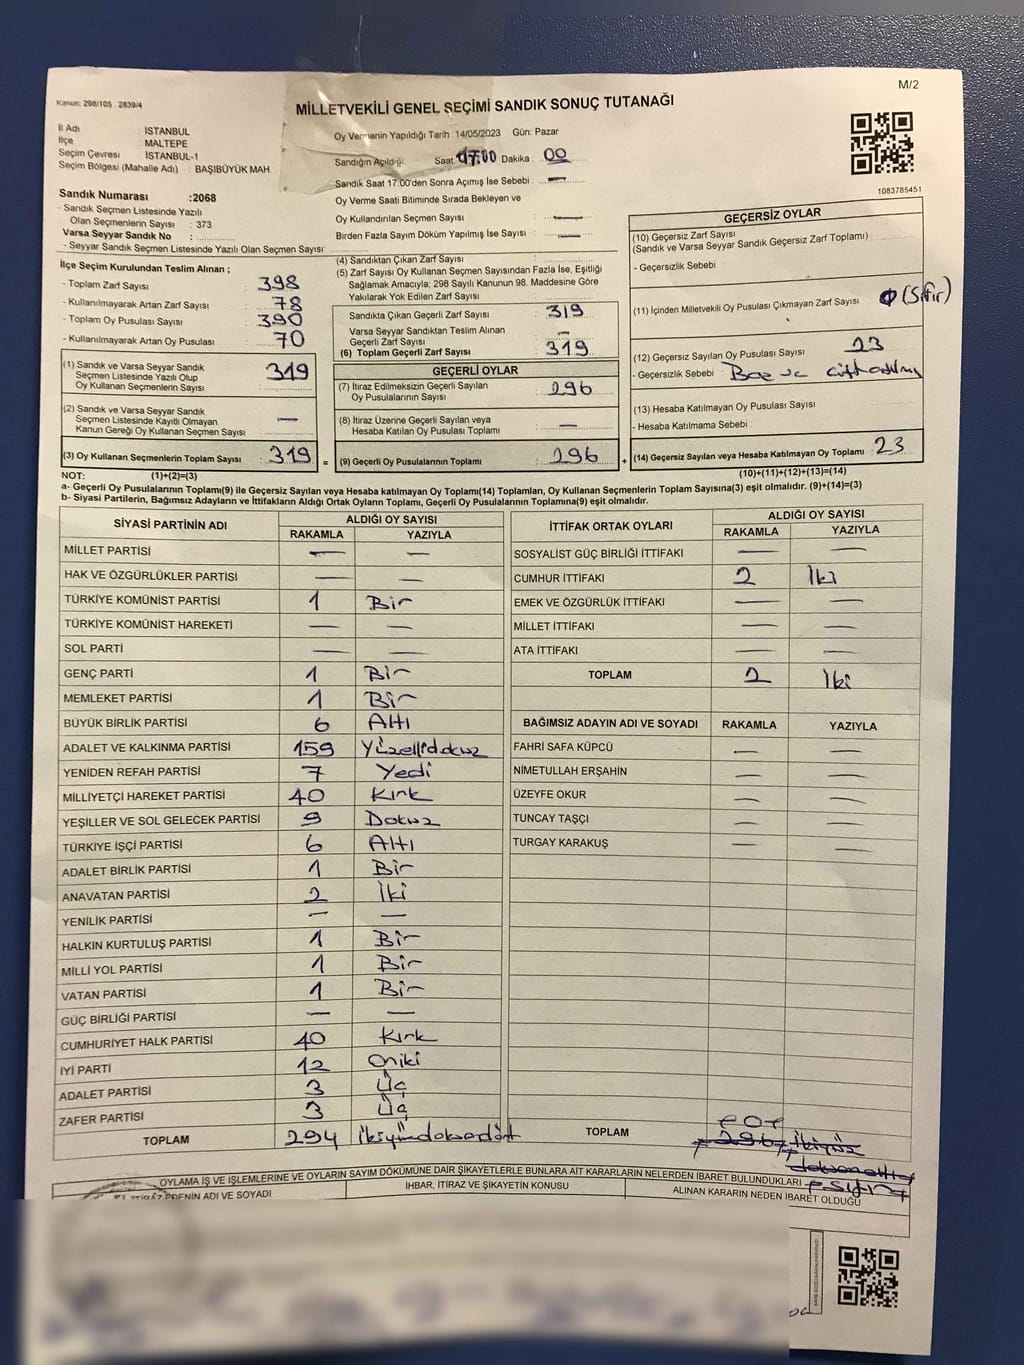 M/2
Kanun: 298/105 . 2839/4
MİLLETVEKİLİ GENEL SEÇİMİ SANDIK SONUÇ TUTANAĞI
İl Adı : İSTANBUL
İlçe : MALTEPE
Seçim Çevresi : İSTANBUL-1
Seçim Bölgesi (Mahalle Adı) : BAŞIBÜYÜK MAH
Oy Vermenin Yapıldığı Tarih 14/05/2023 Gün: Pazar
Sandığın Açıldığı Saat: 17:00 Dakika : 00
Sandık Saat 17:00'den Sonra Açımış İse Sebebi : —
Oy Verme Saati Bitiminde Sırada Bekleyen ve
Oy Kullandırılan Seçmen Sayısı —
Birden Fazla Sayım Döküm Yapılmış İse Sayısı : —
1083785451
Sandık Numarası :2068
- Sandık Seçmen Listesinde Yazılı
Olan Seçmenlerin Sayısı : 373
Varsa Seyyar Sandık No :
- Seyyar Sandık Seçmen Listesinde Yazılı Olan Seçmen Sayısı:
İlçe Seçim Kurulundan Teslim Alınan ;
- Toplam Zarf Sayısı : 398
- Kullanılmayarak Artan Zarf Sayısı : 78
- Toplam Oy Pusulası Sayısı : 390
- Kullanılmayarak Artan Oy Pusulası : 70
(1) Sandık ve Varsa Seyyar Sandık
Seçmen Listesinde Yazılı Olup
Oy Kullanan Seçmenlerin Sayısı : 319
(2) Sandık ve Varsa Seyyar Sandık
Seçmen Listesinde Kayıtlı Olmayan
Kanun Gereği Oy Kullanan Seçmen Sayısı : —
(3) Oy Kullanan Seçmenlerin Toplam Sayısı : 319 =
(4) Sandıktan Çıkan Zarf Sayısı :
(5) Zarf Sayısı Oy Kullanan Seçmen Sayısından Fazla İse, Eşitliği
Sağlamak Amacıyla; 298 Sayılı Kanunun 98. Maddesine Göre
Yakılarak Yok Edilen Zarf Sayısı :
Sandıkta Çıkan Geçerli Zarf Sayısı : 319
Varsa Seyyar Sandıktan Teslim Alınan
Geçerli Zarf Sayısı : —
(6) Toplam Geçerli Zarf Sayısı : 319
GEÇERLİ OYLAR
(7) İtiraz Edilmeksizin Geçerli Sayılan
Oy Pusulasının Sayısı : 296
(8) İtiraz Üzerine Geçerli Sayılan veya
Hesaba Katılan Oy Pusulası Toplamı : —
(9) Geçerli Oy Pusulalarının Toplamı : 296 +
GEÇERSİZ OYLAR
(10) Geçersiz Zarf Sayısı
(Sandık ve Varsa Seyyar Sandık Geçersiz Zarf Toplamı) :
- Geçersizlik Sebebi :
(11) İçinden Milletvekili Oy Pusulası Çıkmayan Zarf Sayısı : 0 (Sıfır)
(12) Geçersiz Sayılan Oy Pusulası Sayısı : 23
- Geçersizlik Sebebi : Boş ve
(13) Hesaba Katılmayan Oy Pusulası Sayısı :
- Hesaba Katılmama Sebebi :
(14) Geçersiz Sayılan veya Hesaba Katılmayan Oy Toplamı : 23
NOT: (1)+(2)=(3) (10)+(11)+(12)+(13)=(14)
a- Geçerli Oy Pusulalarının Toplamı(9) ile Geçersiz Sayılan veya Hesaba katılmayan Oy Toplamı(14) Toplamları, Oy Kullanan Seçmenlerin Toplam Sayısına(3) eşit olmalıdır. (9)+(14)=(3)
b- Siyasi Partilerin, Bağımsız Adayların ve İttifakların Aldığı Ortak Oyların Toplamı, Geçerli Oy Pusulalarının Toplamına(9) eşit olmalıdır.
SİYASİ PARTİNİN ADI ALDIĞI OY SAYISI
RAKAMLA YAZIYLA
MİLLET PARTİSİ — —
HAK VE ÖZGÜRLÜKLER PARTİSİ — —
TÜRKİYE KOMÜNİST PARTİSİ 1 Bir
TÜRKİYE KOMÜNİST HAREKETİ — —
SOL PARTİ — —
GENÇ PARTİ 1 Bir
MEMLEKET PARTİSİ 1 Bir
BÜYÜK BİRLİK PARTİSİ 6 Altı
ADALET VE KALKINMA PARTİSİ 159 Yüzellidokuz
YENİDEN REFAH PARTİSİ 7 Yedi
MİLLİYETÇİ HAREKET PARTİSİ 40 Kırk
YEŞİLLER VE SOL GELECEK PARTİSİ 9 Dokuz
TÜRKİYE İŞÇİ PARTİSİ 6 Altı
ADALET BİRLİK PARTİSİ 1 Bir
ANAVATAN PARTİSİ 2 İki
YENİLİK PARTİSİ — —
HALKIN KURTULUŞ PARTİSİ 1 Bir
MİLLİ YOL PARTİSİ 1 Bir
VATAN PARTİSİ 1 Bir
GÜÇ BİRLİĞİ PARTİSİ — —
CUMHURİYET HALK PARTİSİ 40 Kırk
İYİ PARTİ 12 Oniki
ADALET PARTİSİ 3 Üç
ZAFER PARTİSİ 3 Üç
TOPLAM 294 İkiyüzdoksandört
İTTİFAK ORTAK OYLARI ALDIĞI OY SAYISI
RAKAMLA YAZIYLA
SOSYALİST GÜÇ BİRLİĞİ İTTİFAKI — —
CUMHUR İTTİFAKI 2 İki
EMEK VE ÖZGÜRLÜK İTTİFAKI — —
MİLLET İTTİFAKI — —
ATA İTTİFAKI — —
TOPLAM 2 İki
BAĞIMSIZ ADAYIN ADI VE SOYADI RAKAMLA YAZIYLA
FAHRİ SAFA KÜPCÜ — —
NİMETULLAH ERŞAHİN — —
ÜZEYFE OKUR — —
TUNCAY TAŞÇI — —
TURGAY KARAKUŞ — —
TOPLAM 296 İkiyüz
doksanaltı
OYLAMA İŞ VE İŞLEMLERİNE VE OYLARIN SAYIM DÖKÜMÜNE DAİR ŞİKAYETLERLE BUNLARA AİT KARARLARIN NELERDEN İBARET BULUNDUKLARI
İTİRAZ EDENİN ADI VE SOYADI İHBAR, İTİRAZ VE ŞİKAYETİN KONUSU ALINAN KARARIN NEDEN İBARET OLDUĞU